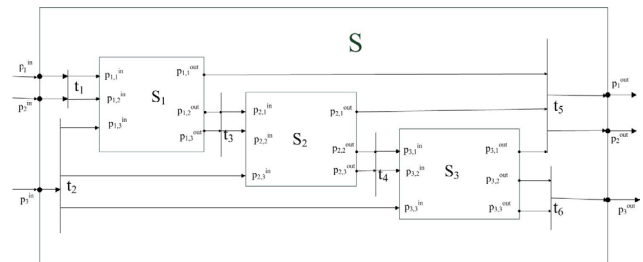 S
p₁ⁱⁿ
p₂ⁱⁿ
p₃ⁱⁿ
t₁
t₂
p₁,₁ⁱⁿ
p₁,₂ⁱⁿ
p₁,₃ⁱⁿ
S₁
p₁,₁ᵒᵘᵗ
p₁,₂ᵒᵘᵗ
p₁,₃ᵒᵘᵗ
t₃
p₂,₁ⁱⁿ
p₂,₂ⁱⁿ
p₂,₃ⁱⁿ
S₂
p₂,₁ᵒᵘᵗ
p₂,₂ᵒᵘᵗ
p₂,₃ᵒᵘᵗ
t₄
p₃,₁ⁱⁿ
p₃,₂ⁱⁿ
p₃,₃ⁱⁿ
S₃
p₃,₁ᵒᵘᵗ
p₃,₂ᵒᵘᵗ
p₃,₃ᵒᵘᵗ
t₅
t₆
p₁ᵒᵘᵗ
p₂ᵒᵘᵗ
p₃ᵒᵘᵗ